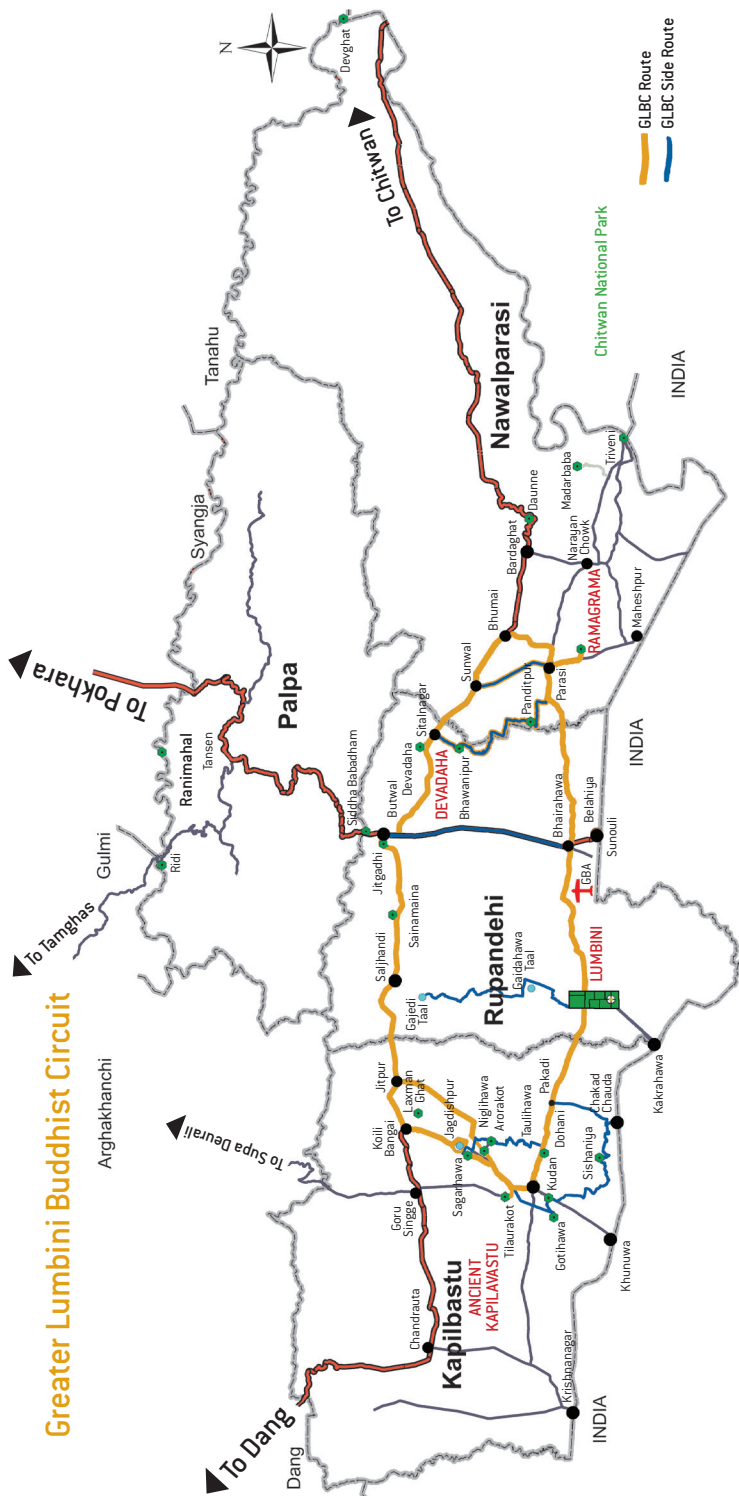 Greater Lumbini Buddhist Circuit
N
Devghat
To Chitwan
GLBC Route
GLBC Side Route
Chitwan National Park
Tanahu
Syangja
To Pokhara
Palpa
Ranimahal
Tansen
Gulmi
Ridi
To Tamghas
Arghakhanchi
To Supa Deurali
Nawalparasi
INDIA
Triveni
Madarbaba
Daunne
Bardaghat
Narayan
Chowk
Maheshpur
RAMAGRAMA
Bhumai
Sunwal
Parasi
Panditpur
Sitalnagar
Devadaha
DEVADAHA
Bhawanipur
INDIA
Siddha Babadham
Butwal
Jitgadhi
Bhairahawa
Belahiya
Sunouli
GBA
Sainamaina
Saljhandi
Rupandehi
Gajedi
Taal
Gaidahawa
Taal
LUMBINI
Kakrahawa
Jitpur
Laxman
Ghat
Kolli
Bangai
Jagdishpur
Niglihawa
Arorakot
Sagarhawa
Taulihawa
Pakadi
Dohani
Chakad
Chauda
Sishaniya
Kudan
Gotihawa
Tilaurakot
Khunuwa
Goru
Singge
ANCIENT
KAPILAVASTU
Kapilbastu
Chandrauta
Krishnanagar
INDIA
To Dang
Dang